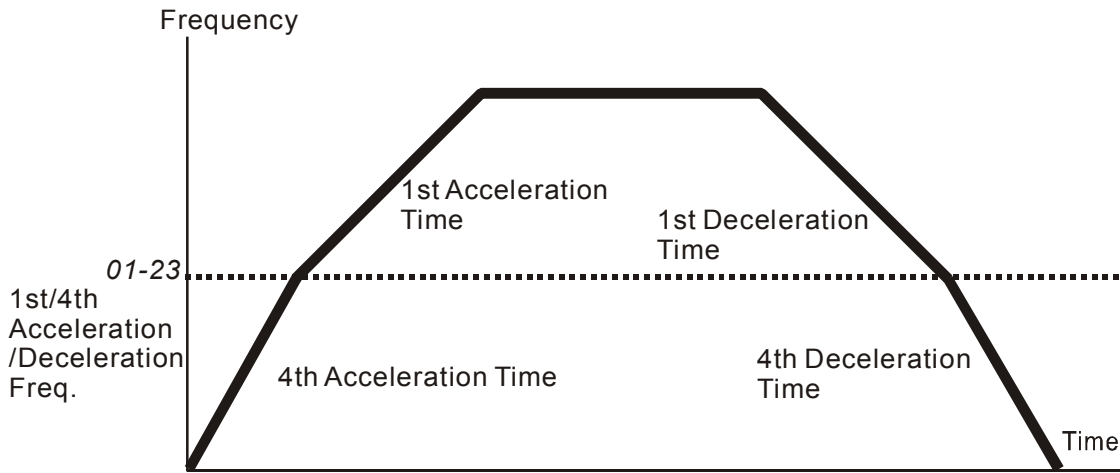 Frequency
1st Acceleration
Time
1st Deceleration
Time
01-23
1st/4th
Acceleration
/Deceleration
Freq.
4th Acceleration Time
4th Deceleration
Time
Time